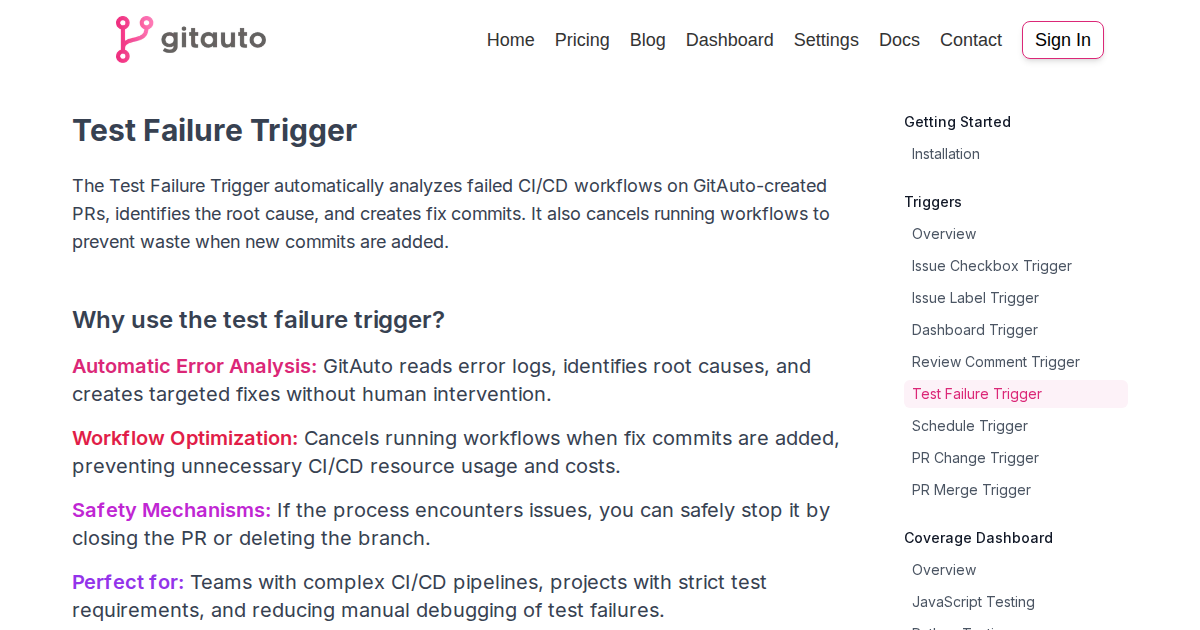 gitauto
Home Pricing Blog Dashboard Settings Docs Contact Sign In
Test Failure Trigger
The Test Failure Trigger automatically analyzes failed CI/CD workflows on GitAuto-created
PRs, identifies the root cause, and creates fix commits. It also cancels running workflows to
prevent waste when new commits are added.
Why use the test failure trigger?
Automatic Error Analysis: GitAuto reads error logs, identifies root causes, and
creates targeted fixes without human intervention.
Workflow Optimization: Cancels running workflows when fix commits are added,
preventing unnecessary CI/CD resource usage and costs.
Safety Mechanisms: If the process encounters issues, you can safely stop it by
closing the PR or deleting the branch.
Perfect for: Teams with complex CI/CD pipelines, projects with strict test
requirements, and reducing manual debugging of test failures.
Getting Started
Installation
Triggers
Overview
Issue Checkbox Trigger
Issue Label Trigger
Dashboard Trigger
Review Comment Trigger
Test Failure Trigger
Schedule Trigger
PR Change Trigger
PR Merge Trigger
Coverage Dashboard
Overview
JavaScript Testing